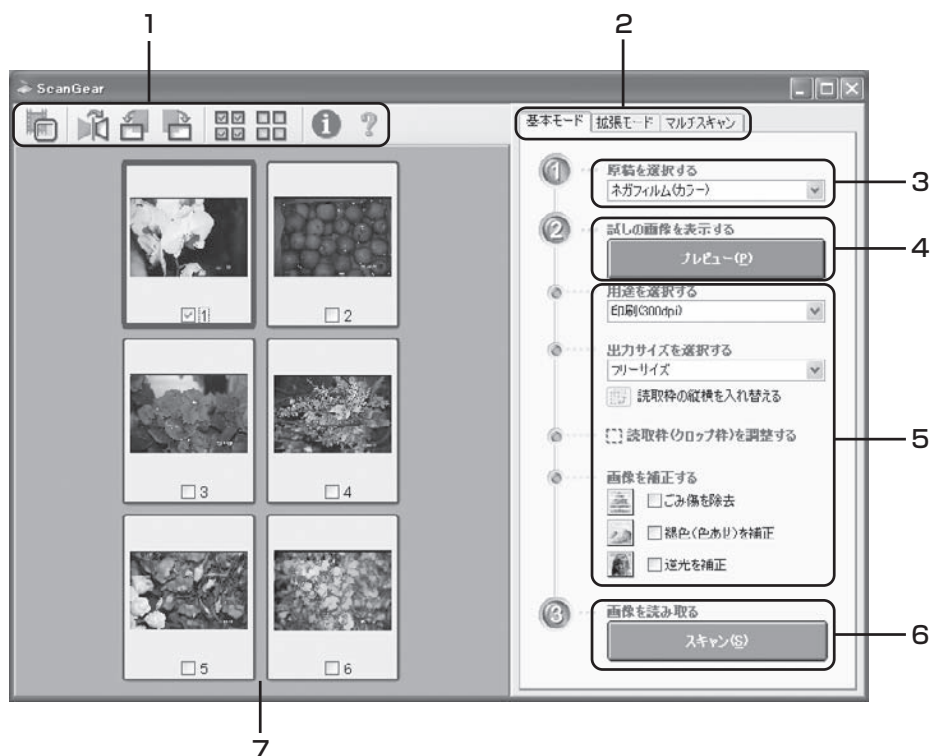 1
2
ScanGear
基本モード 拡張モード マルチスキャン
原稿を選択する
ネガフィルム(カラー)
3
試しの画像を表示する
プレビュー(P)
4
用途を選択する
印刷(300dpi)
出力サイズを選択する
フリーサイズ
読取枠の縦横を入れ替える
読取枠(クロップ枠)を調整する
5
画像を補正する
ごみ傷を除去
褪色(色あせ)を補正
逆光を補正
画像を読み取る
スキャン(S)
6
1
2
3
4
5
6
7
①
②
③